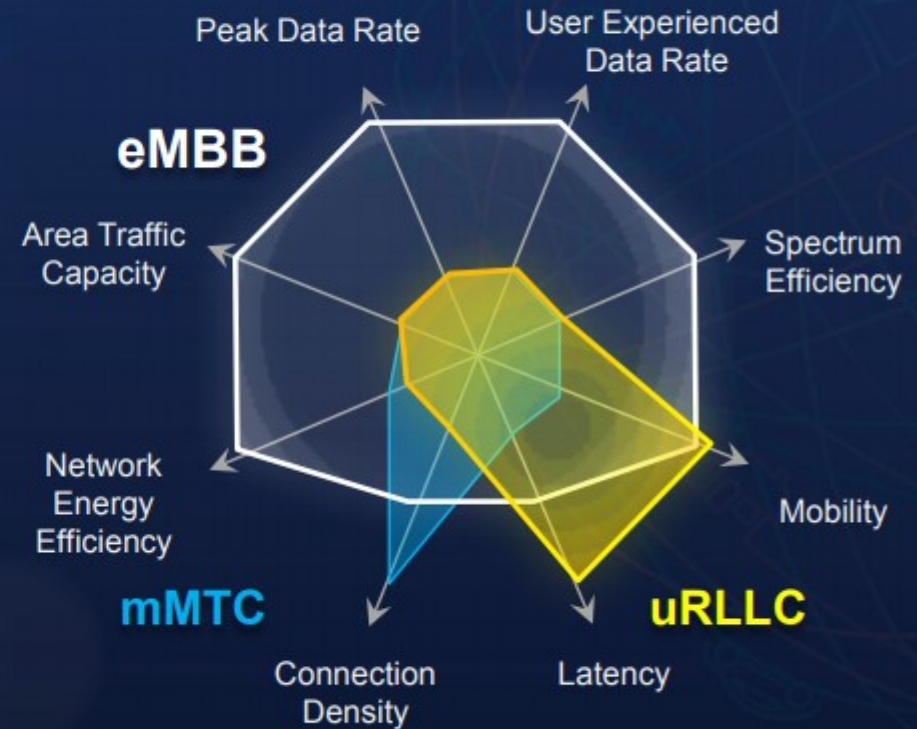 Peak Data Rate
User Experienced
Data Rate
eMBB
Area Traffic
Capacity
Spectrum
Efficiency
Network
Energy
Efficiency
Mobility
mMTC
uRLLC
Connection
Density
Latency